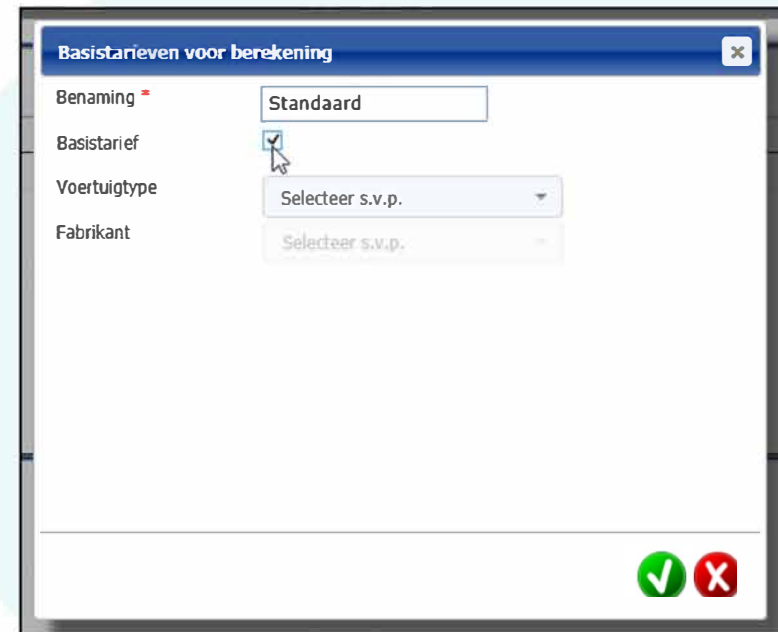 Basistarieven voor berekening
Benaming *
Standaard
Basistarief
Voertuigtype
Selecteer s.v.p.
Fabrikant
Selecteer s.v.p.